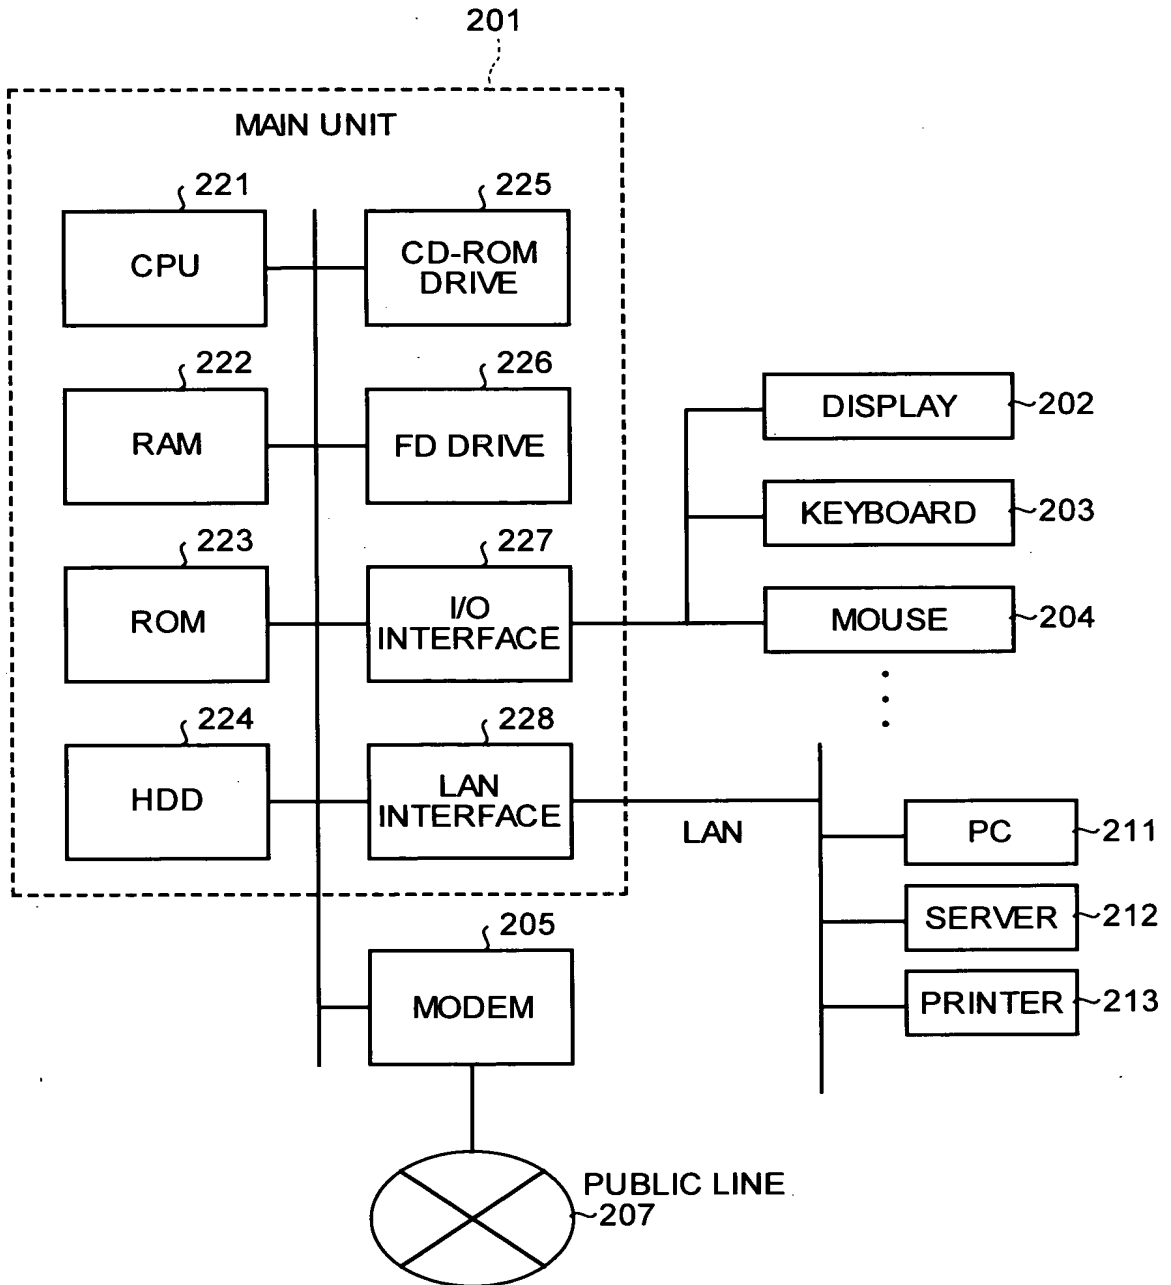 201
MAIN UNIT
221
CPU
225
CD-ROM
DRIVE
222
RAM
226
FD DRIVE
223
ROM
227
I/O
INTERFACE
224
HDD
228
LAN
INTERFACE
DISPLAY
202
KEYBOARD
203
MOUSE
204
LAN
PC
211
SERVER
212
PRINTER
213
205
MODEM
PUBLIC LINE
207